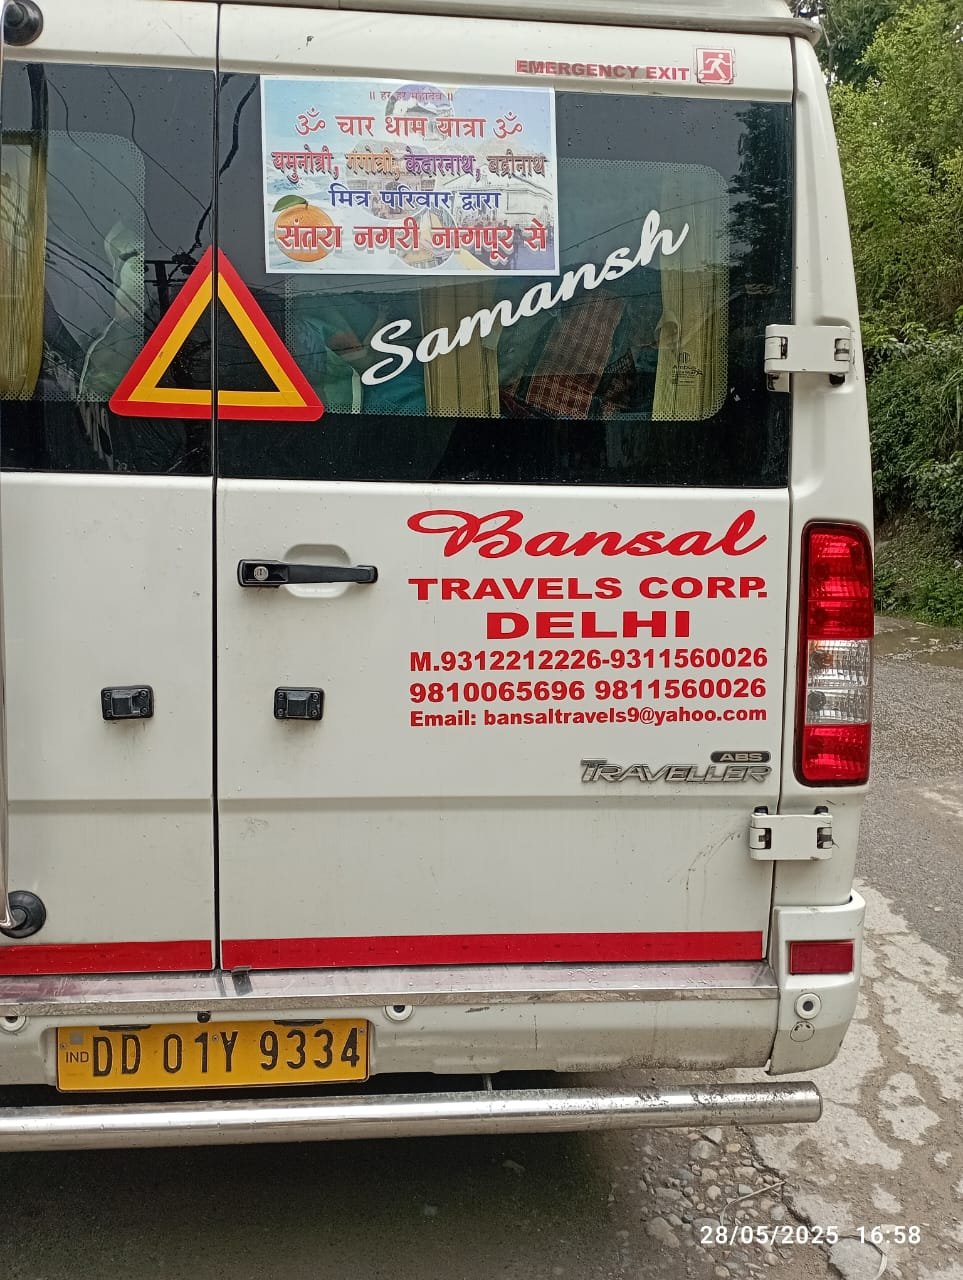 EMERGENCY EXIT
॥ हर हर महादेव ॥
ॐ चार धाम यात्रा ॐ
यमुनोत्री, गंगोत्री, केदारनाथ, बद्रीनाथ
मित्र परिवार द्वारा
संतरा नगरी नागपूर से
Samansh
Bansal
TRAVELS CORP.
DELHI
M.9312212226-9311560026
9810065696 9811560026
Email: bansaltravels9@yahoo.com
ABS
TRAVELLER
IND DD 01Y 9334
28/05/2025 16:58